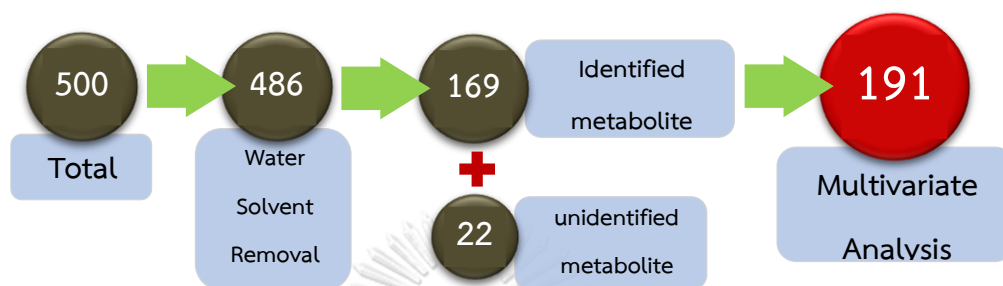 500
Total
486
Water
Solvent
Removal
169
Identified
metabolite
22
unidentified
metabolite
191
Multivariate
Analysis